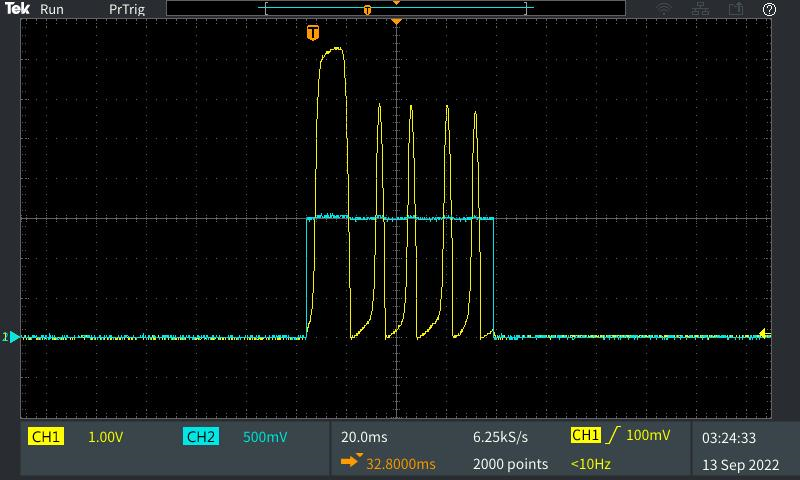 Tek Run PrTrig T ?
T
CH1 1.00V CH2 500mV 20.0ms 6.25kS/s CH1 100mV 03:24:33
32.8000ms 2000 points <10Hz 13 Sep 2022